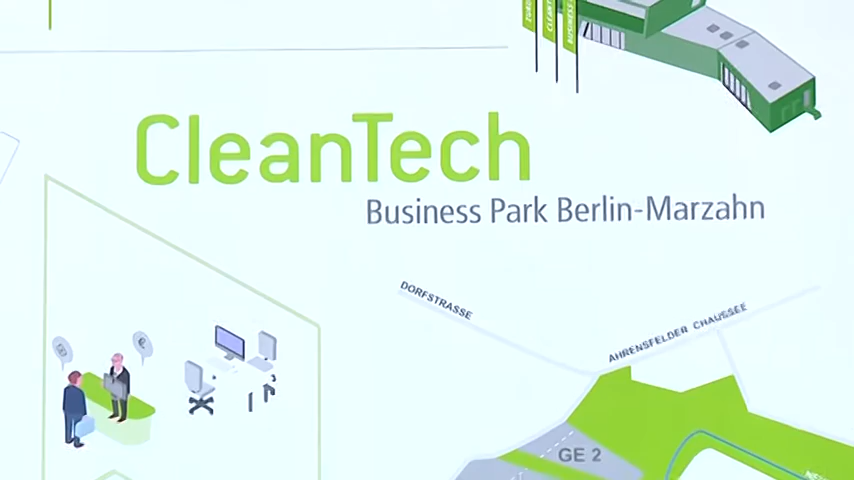 CleanTech
Business Park Berlin-Marzahn
DORFSTRASSE
AHRENSFELDER CHAUSSEE
GE 2